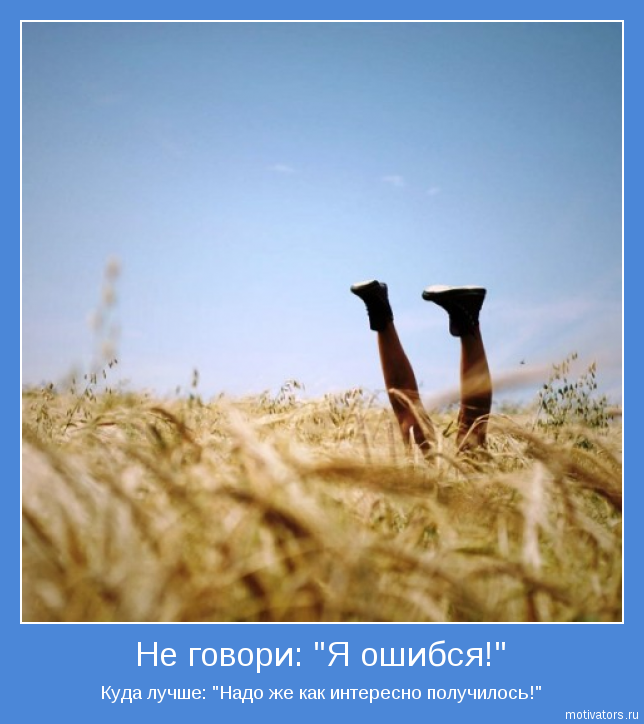 Не говори: "Я ошибся!"
Куда лучше: "Надо же как интересно получилось!"
motivators.ru